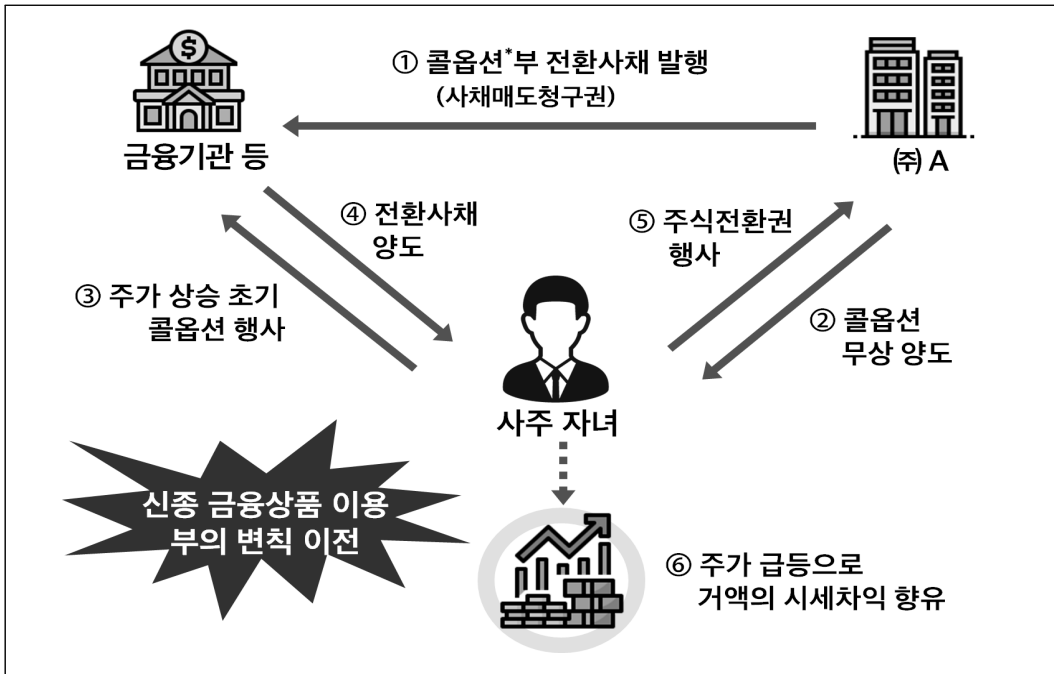 ① 콜옵션*부 전환사채 발행
(사채매도청구권)
금융기관 등
㈜ A
④ 전환사채
양도
⑤ 주식전환권
행사
③ 주가 상승 초기
콜옵션 행사
② 콜옵션
무상 양도
사주 자녀
신종 금융상품 이용
부의 변칙 이전
⑥ 주가 급등으로
거액의 시세차익 향유